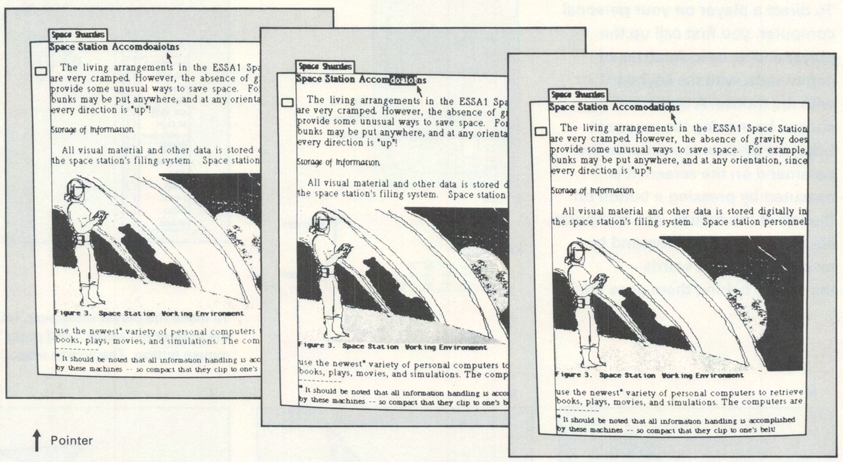 Space Shuttles
Space Station Accomdoaiotns
The living arrangements in the ESSA1 Spa
are very cramped. However, the absence of g
provide some unusual ways to save space. Fo
bunks may be put anywhere, and at any orienta
every direction is "up"!
Storage of Information
All visual material and other data is stored
the space station's filing system. Space station
Figure 3. Space Station Working Environment
use the newest* variety of personal computers
books, plays, movies, and simulations. The com
* It should be noted that all information handling is acc
by these machines -- so compact that they clip to one's
Space Shuttles
Space Station
The living arrangements in the ESSA1 Spa
are very cramped. However, the absence of g
provide some unusual ways to save space. For
bunks may be put anywhere, and at any orienta
every direction is "up"!
Storage of Information
All visual material and other data is stored d
the space station's filing system. Space station
Figure 3. Space Station Working Environment
use the newest* variety of personal computers to
books, plays, movies, and simulations. The comp
* It should be noted that all information handling is accom
by these machines -- so compact that they clip to one's b
Space Shuttles
Space Station Accomodations
The living arrangements in the ESSA1 Space Station
are very cramped. However, the absence of gravity does
provide some unusual ways to save space. For example,
bunks may be put anywhere, and at any orientation, since
every direction is "up"!
Storage of Information
All visual material and other data is stored digitally in
the space station's filing system. Space station personnel
Figure 3. Space Station Working Environment
use the newest* variety of personal computers to retrieve
books, plays, movies, and simulations. The computers are
* It should be noted that all information handling is accomplished
by these machines -- so compact that they clip to one's belt!
Pointer